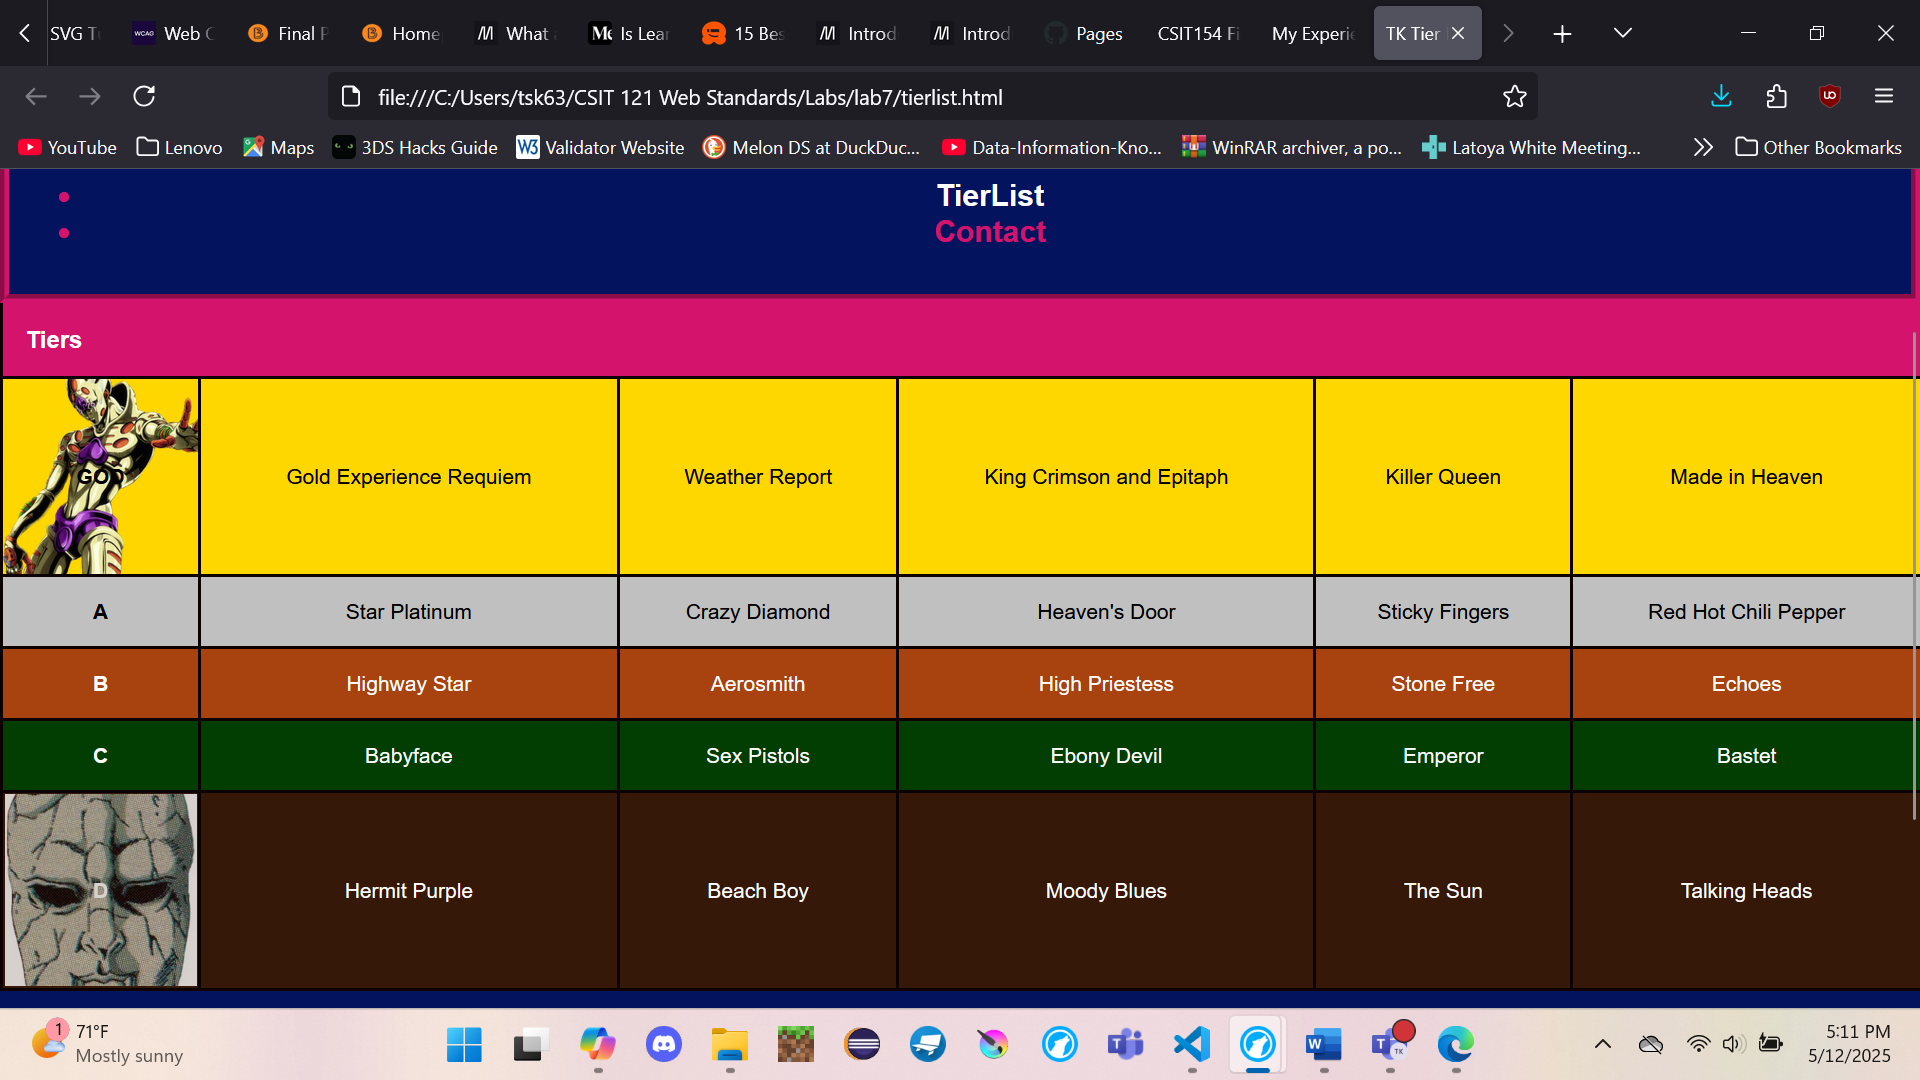 SVG Tu WCAG Web C Final P Home What a Is Lear 15 Bes Introd Introd Pages CSIT154 Fi My Experie TK Tier
file:///C:/Users/tsk63/CSIT 121 Web Standards/Labs/lab7/tierlist.html
YouTube Lenovo Maps 3DS Hacks Guide W3 Validator Website Melon DS at DuckDuc... Data-Information-Kno... WinRAR archiver, a po... Latoya White Meeting... Other Bookmarks
TierList
Contact
Tiers
GOD Gold Experience Requiem Weather Report King Crimson and Epitaph Killer Queen Made in Heaven
A Star Platinum Crazy Diamond Heaven's Door Sticky Fingers Red Hot Chili Pepper
B Highway Star Aerosmith High Priestess Stone Free Echoes
C Babyface Sex Pistols Ebony Devil Emperor Bastet
D Hermit Purple Beach Boy Moody Blues The Sun Talking Heads
1 71°F
Mostly sunny
5:11 PM
5/12/2025